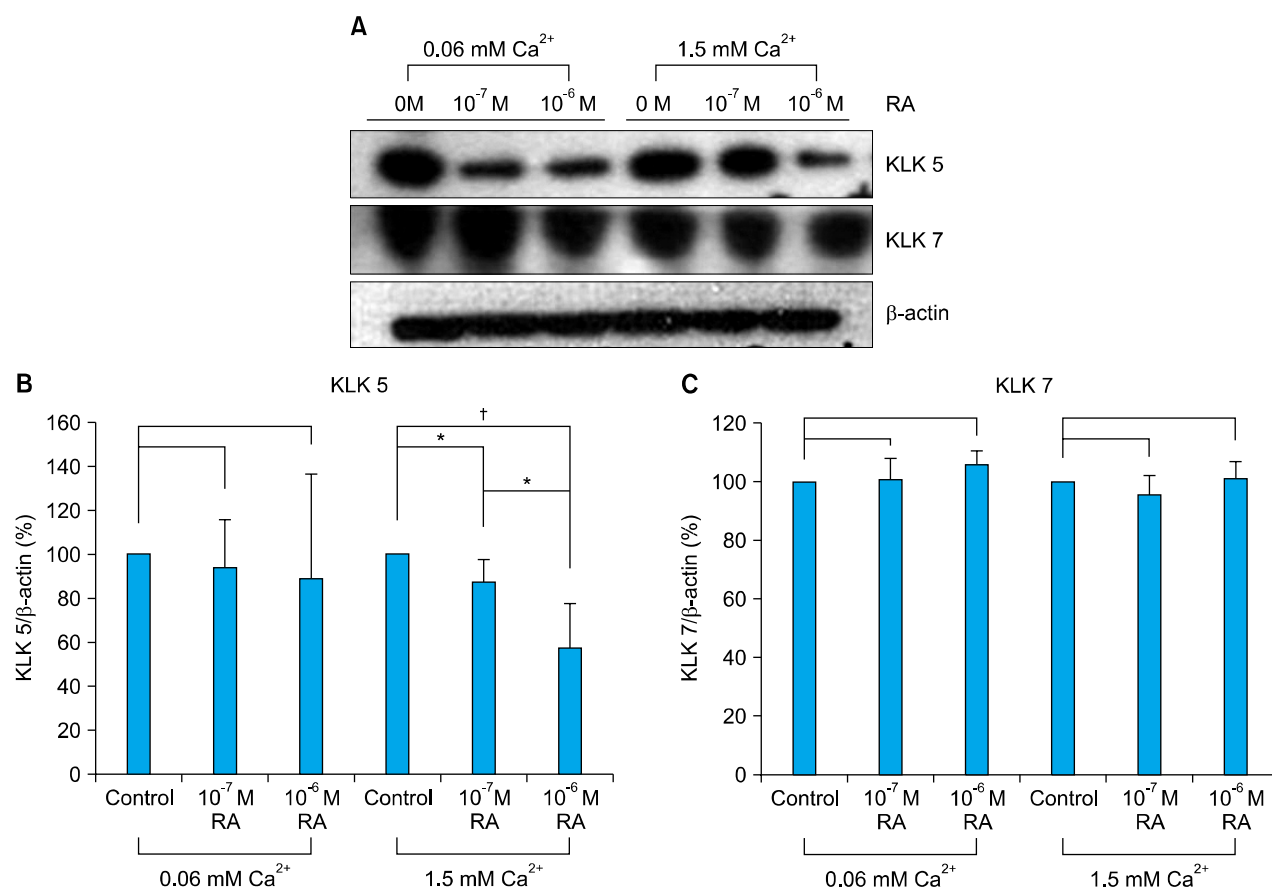 A
0.06 mM Ca²⁺ 1.5 mM Ca²⁺
0M 10⁻⁷ M 10⁻⁶ M 0 M 10⁻⁷ M 10⁻⁶ M RA
KLK 5
KLK 7
β-actin
B
KLK 5
KLK 5/β-actin (%)
160
140
120
100
80
60
40
20
0
†
*
*
Control 10⁻⁷ M RA 10⁻⁶ M RA Control 10⁻⁷ M RA 10⁻⁶ M RA
0.06 mM Ca²⁺ 1.5 mM Ca²⁺
C
KLK 7
KLK 7/β-actin (%)
120
100
80
60
40
20
0
Control 10⁻⁷ M RA 10⁻⁶ M RA Control 10⁻⁷ M RA 10⁻⁶ M RA
0.06 mM Ca²⁺ 1.5 mM Ca²⁺